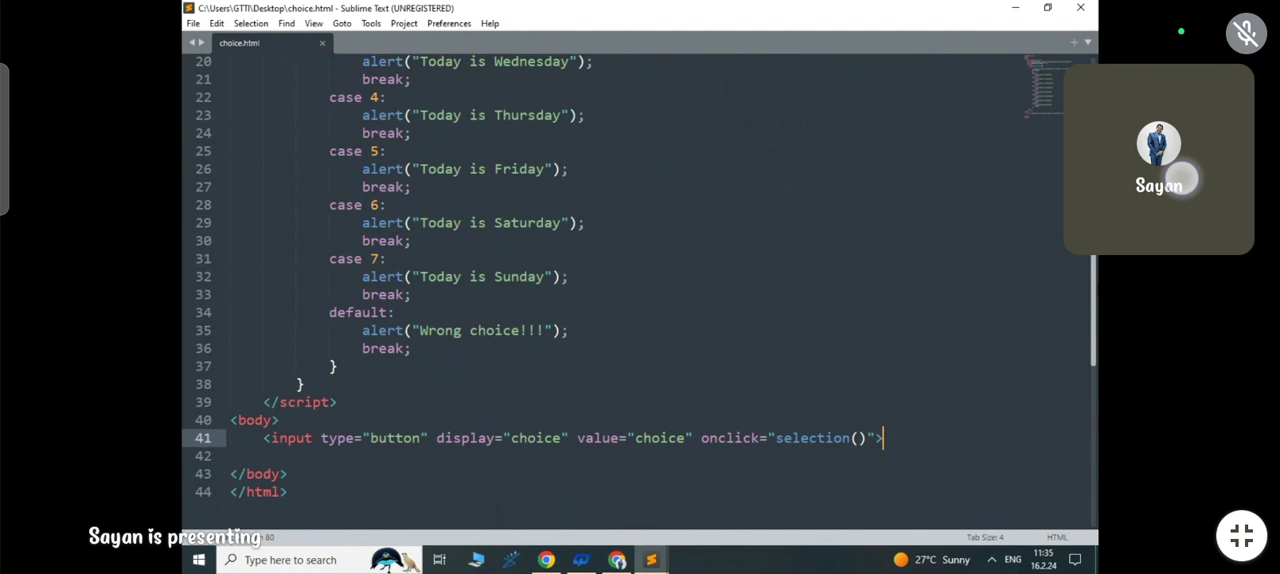 C:\Users\GTTI\Desktop\choice.html - Sublime Text (UNREGISTERED)
File Edit Selection Find View Goto Tools Project Preferences Help
choice.html
20 alert("Today is Wednesday");
21 break;
22 case 4:
23 alert("Today is Thursday");
24 break;
25 case 5:
26 alert("Today is Friday");
27 break;
28 case 6:
29 alert("Today is Saturday");
30 break;
31 case 7:
32 alert("Today is Sunday");
33 break;
34 default:
35 alert("Wrong choice!!!");
36 break;
37 }
38 }
39 </script>
40 <body>
41 <input type="button" display="choice" value="choice" onclick="selection()">
42
43 </body>
44 </html>
Sayan
Sayan is presenting
80
Tab Size: 4 HTML
Type here to search
27°C Sunny
ENG
11:35
16.2.24